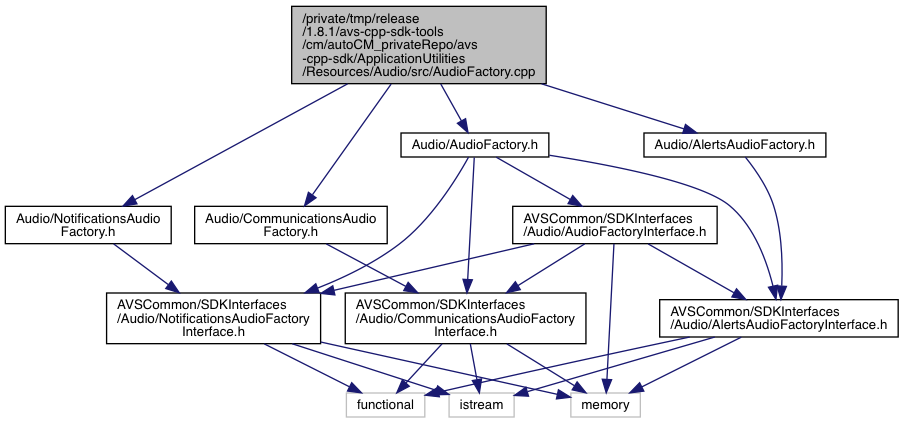 /private/tmp/release
/1.8.1/avs-cpp-sdk-tools
/cm/autoCM_privateRepo/avs
-cpp-sdk/ApplicationUtilities
/Resources/Audio/src/AudioFactory.cpp
Audio/AudioFactory.h
Audio/AlertsAudioFactory.h
Audio/NotificationsAudio
Factory.h
Audio/CommunicationsAudio
Factory.h
AVSCommon/SDKInterfaces
/Audio/AudioFactoryInterface.h
AVSCommon/SDKInterfaces
/Audio/NotificationsAudioFactory
Interface.h
AVSCommon/SDKInterfaces
/Audio/CommunicationsAudioFactory
Interface.h
AVSCommon/SDKInterfaces
/Audio/AlertsAudioFactoryInterface.h
functional
istream
memory